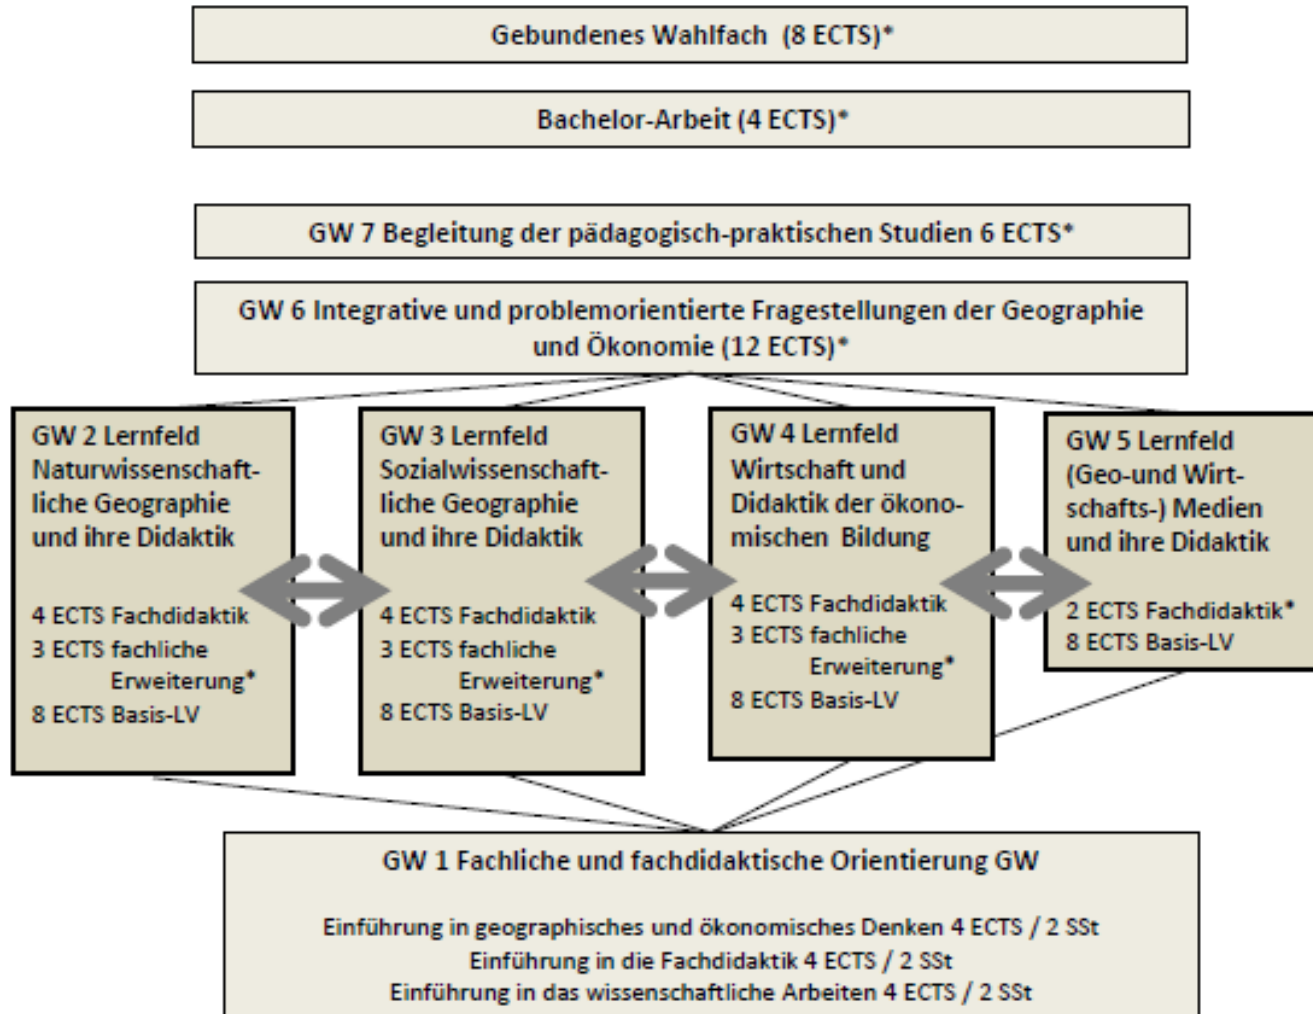 Gebundenes Wahlfach (8 ECTS)*
Bachelor-Arbeit (4 ECTS)*
GW 7 Begleitung der pädagogisch-praktischen Studien 6 ECTS*
GW 6 Integrative und problemorientierte Fragestellungen der Geographie
und Ökonomie (12 ECTS)*
GW 2 Lernfeld
Naturwissenschaft-
liche Geographie
und ihre Didaktik
4 ECTS Fachdidaktik
3 ECTS fachliche
Erweiterung*
8 ECTS Basis-LV
GW 3 Lernfeld
Sozialwissenschaft-
liche Geographie
und ihre Didaktik
4 ECTS Fachdidaktik
3 ECTS fachliche
Erweiterung*
8 ECTS Basis-LV
GW 4 Lernfeld
Wirtschaft und
Didaktik der ökono-
mischen Bildung
4 ECTS Fachdidaktik
3 ECTS fachliche
Erweiterung*
8 ECTS Basis-LV
GW 5 Lernfeld
(Geo-und Wirt-
schafts-) Medien
und ihre Didaktik
2 ECTS Fachdidaktik*
8 ECTS Basis-LV
GW 1 Fachliche und fachdidaktische Orientierung GW
Einführung in geographisches und ökonomisches Denken 4 ECTS / 2 SSt
Einführung in die Fachdidaktik 4 ECTS / 2 SSt
Einführung in das wissenschaftliche Arbeiten 4 ECTS / 2 SSt